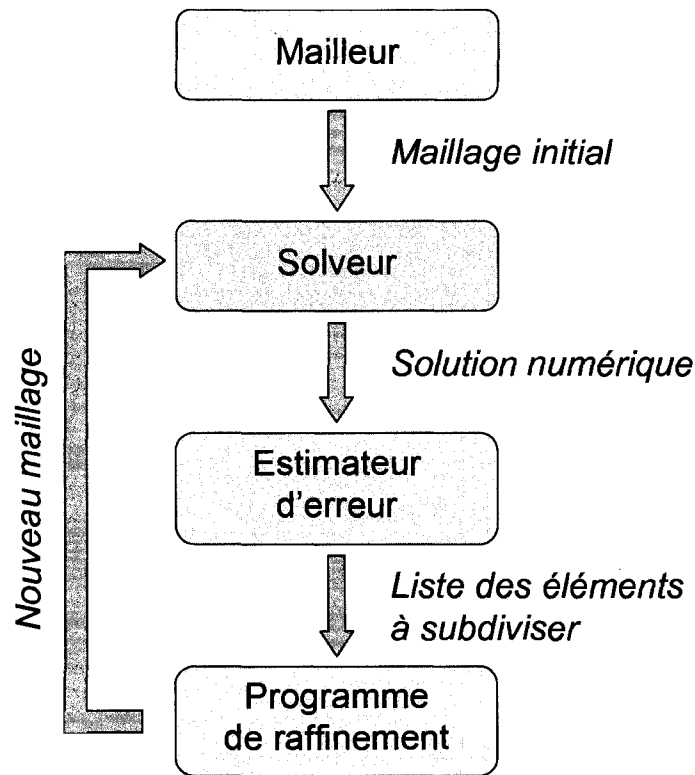 Mailleur
Maillage initial
Solveur
Solution numérique
Estimateur
d'erreur
Liste des éléments
à subdiviser
Programme
de raffinement
Nouveau maillage